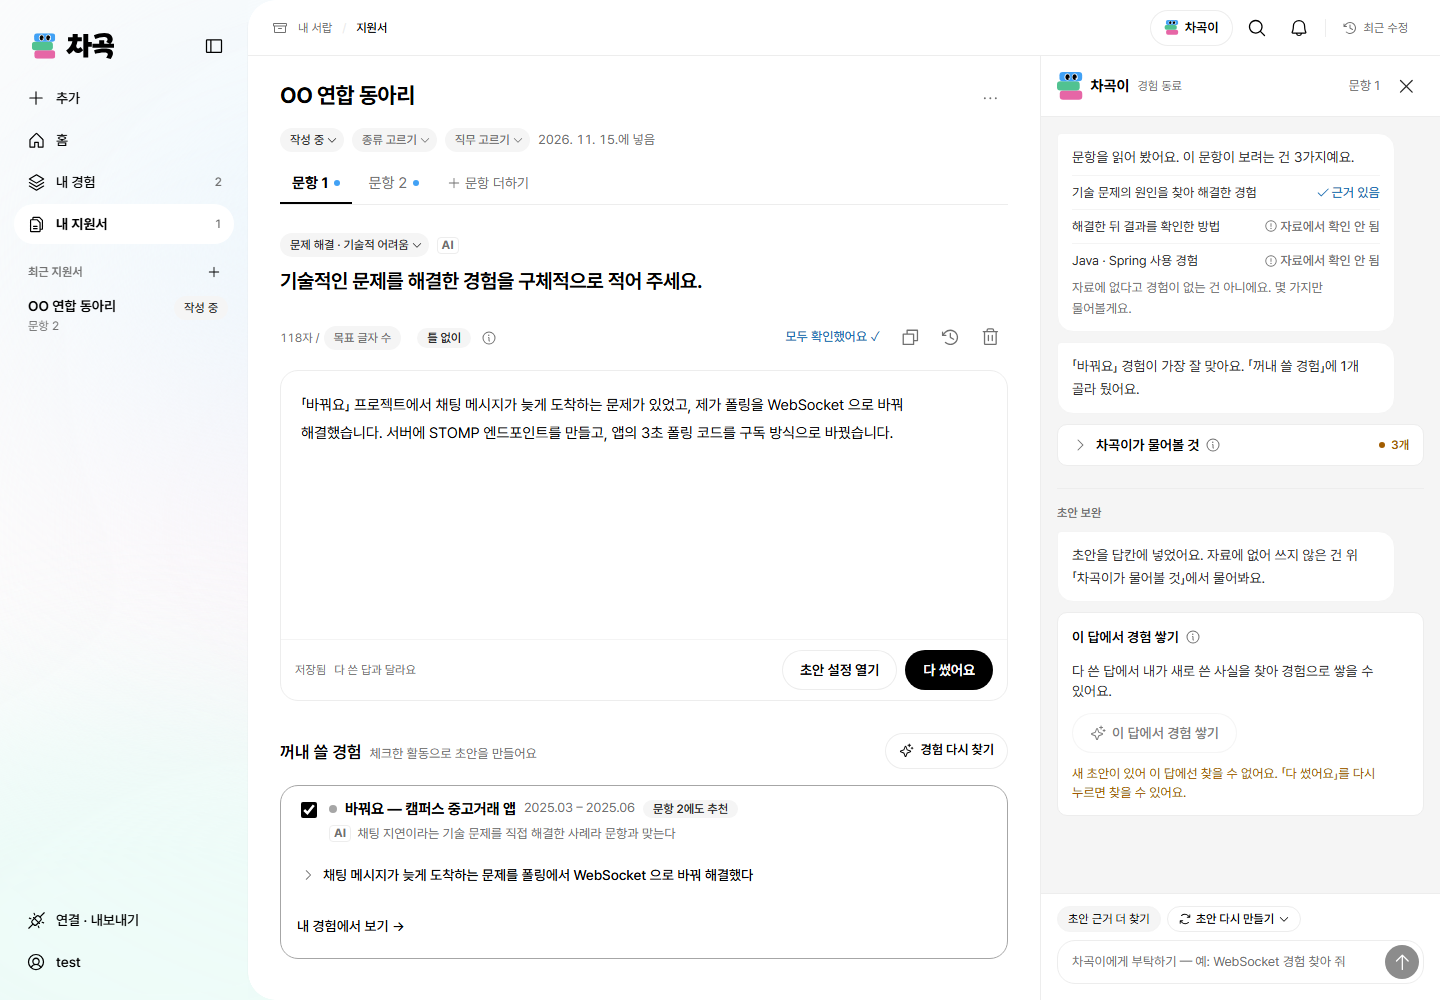 차곡
추가
홈
내 경험 2
내 지원서 1
최근 지원서
OO 연합 동아리 작성 중
문항 2
연결 · 내보내기
test
내 서랍 / 지원서
차곡이
최근 수정
OO 연합 동아리
작성 중 종류 고르기 직무 고르기 2026. 11. 15.에 넣음
문항 1 문항 2 문항 더하기
문제 해결 · 기술적 어려움 AI
기술적인 문제를 해결한 경험을 구체적으로 적어 주세요.
118자 / 목표 글자 수 틀 없이 모두 확인했어요 ✓
「바꿔요」 프로젝트에서 채팅 메시지가 늦게 도착하는 문제가 있었고, 제가 폴링을 WebSocket 으로 바꿔
해결했습니다. 서버에 STOMP 엔드포인트를 만들고, 앱의 3초 폴링 코드를 구독 방식으로 바꿨습니다.
저장됨 다 쓴 답과 달라요 초안 설정 열기 다 썼어요
꺼내 쓸 경험 체크한 활동으로 초안을 만들어요 경험 다시 찾기
바꿔요 — 캠퍼스 중고거래 앱 2025.03 – 2025.06 문항 2에도 추천
AI 채팅 지연이라는 기술 문제를 직접 해결한 사례라 문항과 맞는다
채팅 메시지가 늦게 도착하는 문제를 폴링에서 WebSocket 으로 바꿔 해결했다
내 경험에서 보기 →
차곡이 경험 동료 문항 1
문항을 읽어 봤어요. 이 문항이 보려는 건 3가지예요.
기술 문제의 원인을 찾아 해결한 경험 ✓ 근거 있음
해결한 뒤 결과를 확인한 방법 자료에서 확인 안 됨
Java · Spring 사용 경험 자료에서 확인 안 됨
자료에 없다고 경험이 없는 건 아니에요. 몇 가지만
물어볼게요.
「바꿔요」 경험이 가장 잘 맞아요. 「꺼내 쓸 경험」에 1개
골라 뒀어요.
차곡이가 물어볼 것 3개
초안 보완
초안을 답칸에 넣었어요. 자료에 없어 쓰지 않은 건 위
「차곡이가 물어볼 것」에서 물어봐요.
이 답에서 경험 쌓기
다 쓴 답에서 내가 새로 쓴 사실을 찾아 경험으로 쌓을 수
있어요.
이 답에서 경험 쌓기
새 초안이 있어 이 답에선 찾을 수 없어요. 「다 썼어요」를 다시
누르면 찾을 수 있어요.
초안 근거 더 찾기 초안 다시 만들기
차곡이에게 부탁하기 — 예: WebSocket 경험 찾아 줘